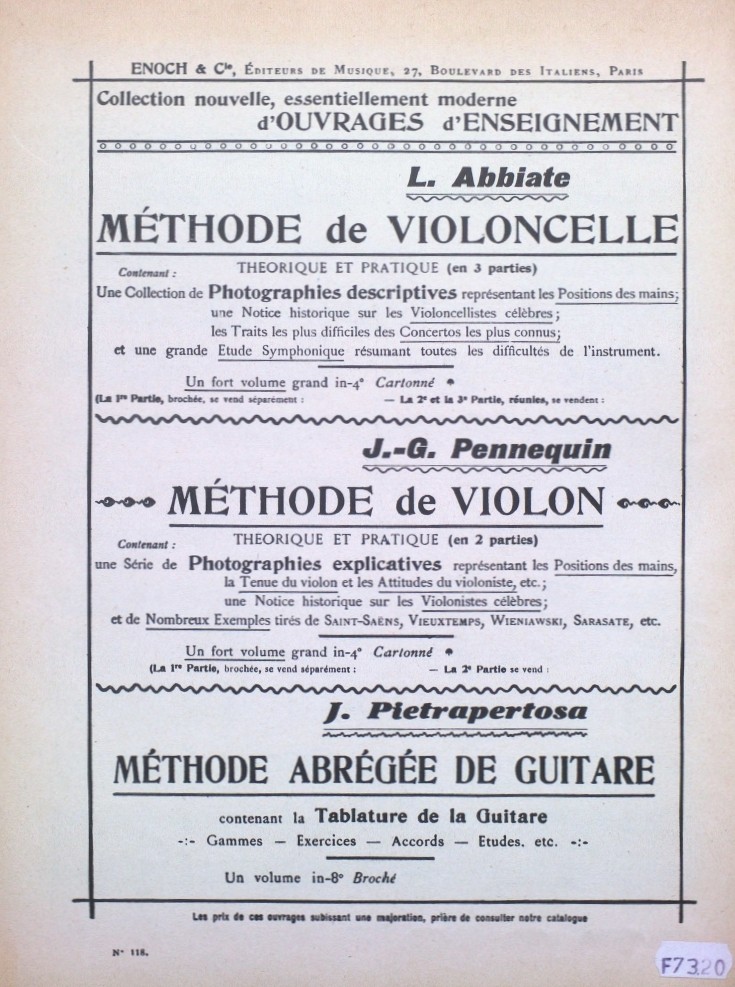 ENOCH & Cie, Éditeurs de Musique, 27, Boulevard des Italiens, Paris
Collection nouvelle, essentiellement moderne
d'OUVRAGES d'ENSEIGNEMENT
L. Abbiate
MÉTHODE de VIOLONCELLE
Contenant : THEORIQUE ET PRATIQUE (en 3 parties)
Une Collection de Photographies descriptives représentant les Positions des mains;
une Notice historique sur les Violoncellistes célèbres;
les Traits les plus difficiles des Concertos les plus connus;
et une grande Etude Symphonique résumant toutes les difficultés de l'instrument.
Un fort volume grand in-4° Cartonné
(La 1re Partie, brochée, se vend séparément : — La 2e et la 3e Partie, réunies, se vendent :
J.-G. Pennequin
MÉTHODE de VIOLON
Contenant : THEORIQUE ET PRATIQUE (en 2 parties)
une Série de Photographies explicatives représentant les Positions des mains,
la Tenue du violon et les Attitudes du violoniste, etc.;
une Notice historique sur les Violonistes célèbres;
et de Nombreux Exemples tirés de Saint-Saëns, Vieuxtemps, Wieniawski, Sarasate, etc.
Un fort volume grand in-4° Cartonné
(La 1re Partie, brochée, se vend séparément : — La 2e Partie se vend :
J. Pietrapertosa
MÉTHODE ABRÉGÉE DE GUITARE
contenant la Tablature de la Guitare
-:- Gammes — Exercices — Accords — Etudes. etc. -:-
Un volume in-8° Broché
Les prix de ces ouvrages subissant une majoration, prière de consulter notre catalogue
N° 118.
F7320